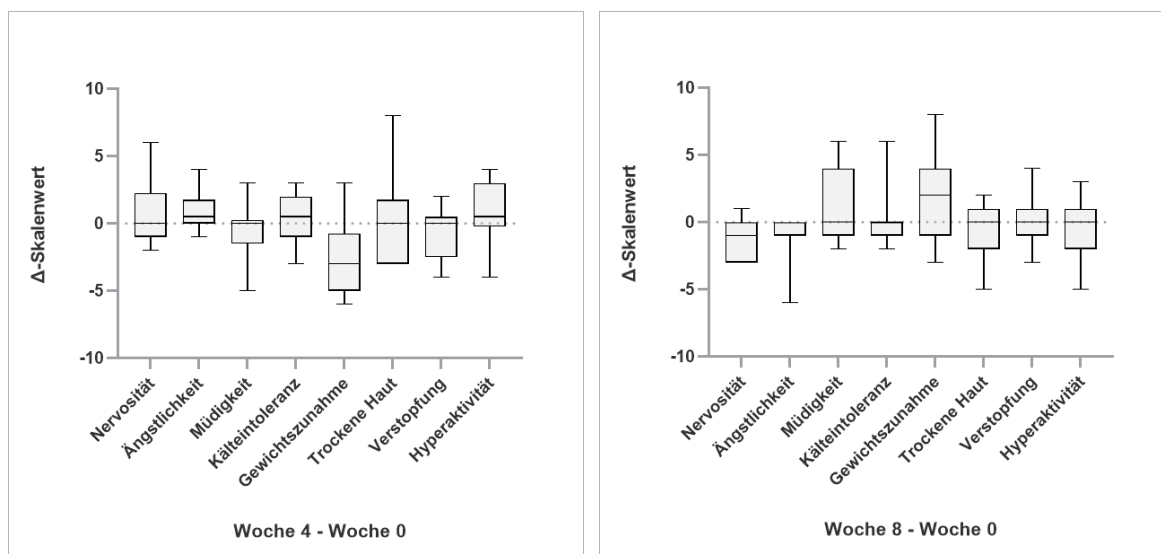 Δ-Skalenwert
10
5
0
-5
-10
Nervosität
Ängstlichkeit
Müdigkeit
Kälteintoleranz
Gewichtszunahme
Trockene Haut
Verstopfung
Hyperaktivität
Woche 4 - Woche 0
Δ-Skalenwert
10
5
0
-5
-10
Nervosität
Ängstlichkeit
Müdigkeit
Kälteintoleranz
Gewichtszunahme
Trockene Haut
Verstopfung
Hyperaktivität
Woche 8 - Woche 0